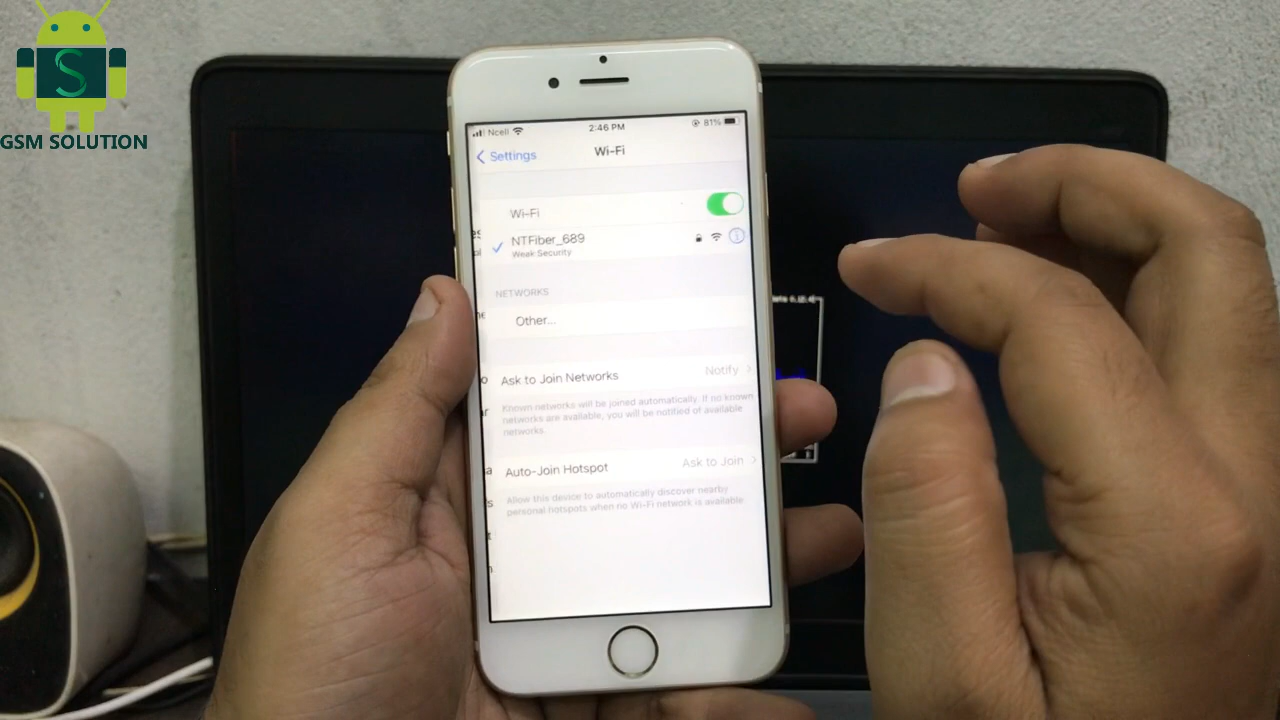 S
GSM SOLUTION
Ncell 2:46 PM 81%
Settings Wi-Fi
Wi-Fi
NTFiber_689
Weak Security
NETWORKS
Other...
Ask to Join Networks Notify
Known networks will be joined automatically. If no known
networks are available, you will be notified of available
networks.
Auto-Join Hotspot Ask to Join
Allow this device to automatically discover nearby
personal hotspots when no Wi-Fi network is available.